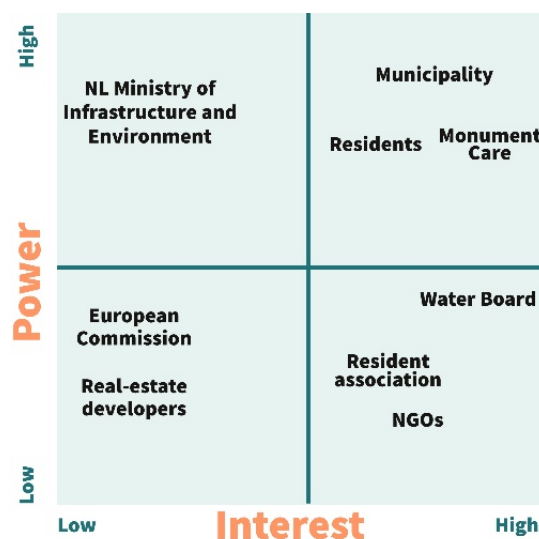 High
NL Ministry of
Infrastructure and
Environment
Municipality
Residents
Monument
Care
Power
European
Commission
Real-estate
developers
Water Board
Resident
association
NGOs
Low
Low
Interest
High